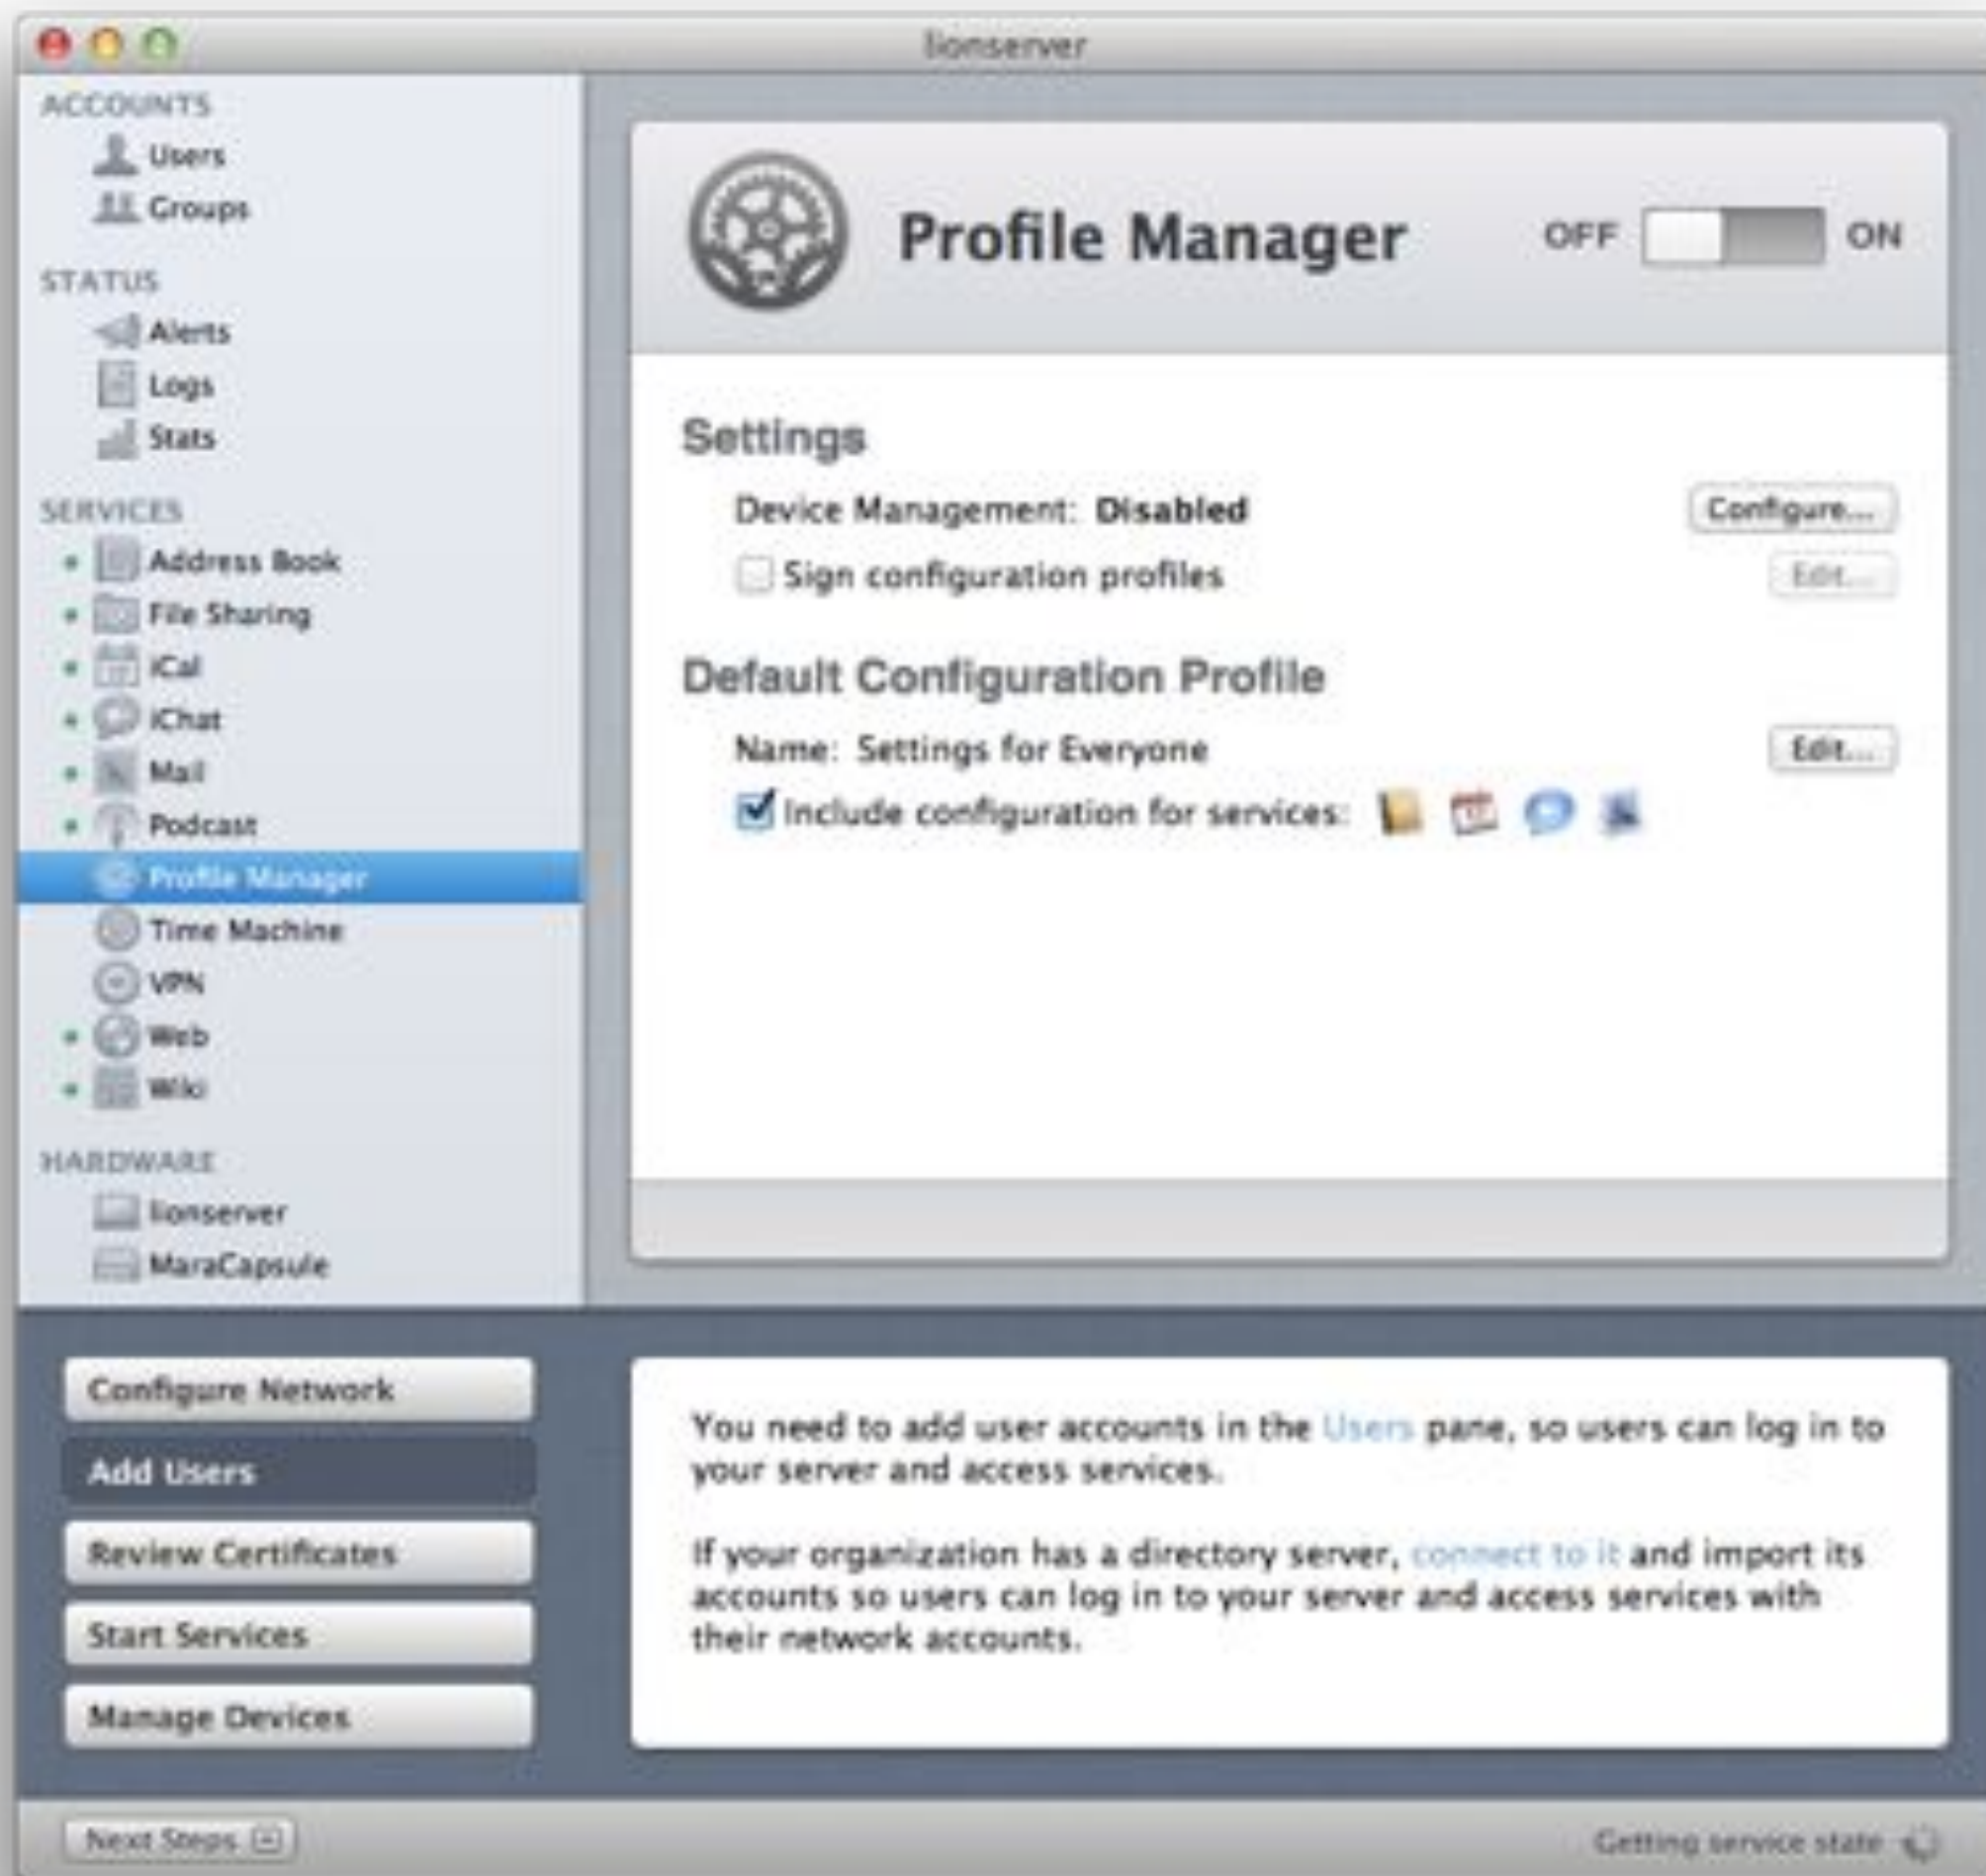 lionserver
ACCOUNTS
Users
Groups
STATUS
Alerts
Logs
Stats
SERVICES
Address Book
File Sharing
iCal
iChat
Mail
Podcast
Profile Manager
Time Machine
VPN
Web
Wiki
HARDWARE
lionserver
MaraCapsule
Profile Manager
OFF ON
Settings
Device Management: Disabled
Configure...
Sign configuration profiles
Edit...
Default Configuration Profile
Name: Settings for Everyone
Edit...
Include configuration for services:
Configure Network
Add Users
Review Certificates
Start Services
Manage Devices
You need to add user accounts in the Users pane, so users can log in to
your server and access services.
If your organization has a directory server, connect to it and import its
accounts so users can log in to your server and access services with
their network accounts.
Next Steps
Getting service state